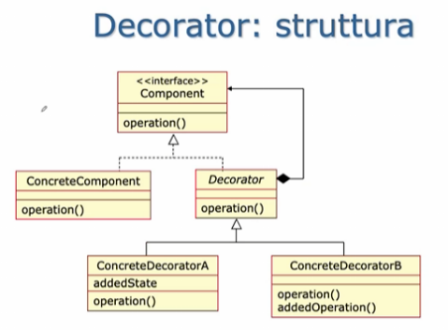 Decorator: struttura
<<interface>>
Component
operation()
ConcreteComponent
operation()
Decorator
operation()
ConcreteDecoratorA
addedState
operation()
ConcreteDecoratorB
operation()
addedOperation()